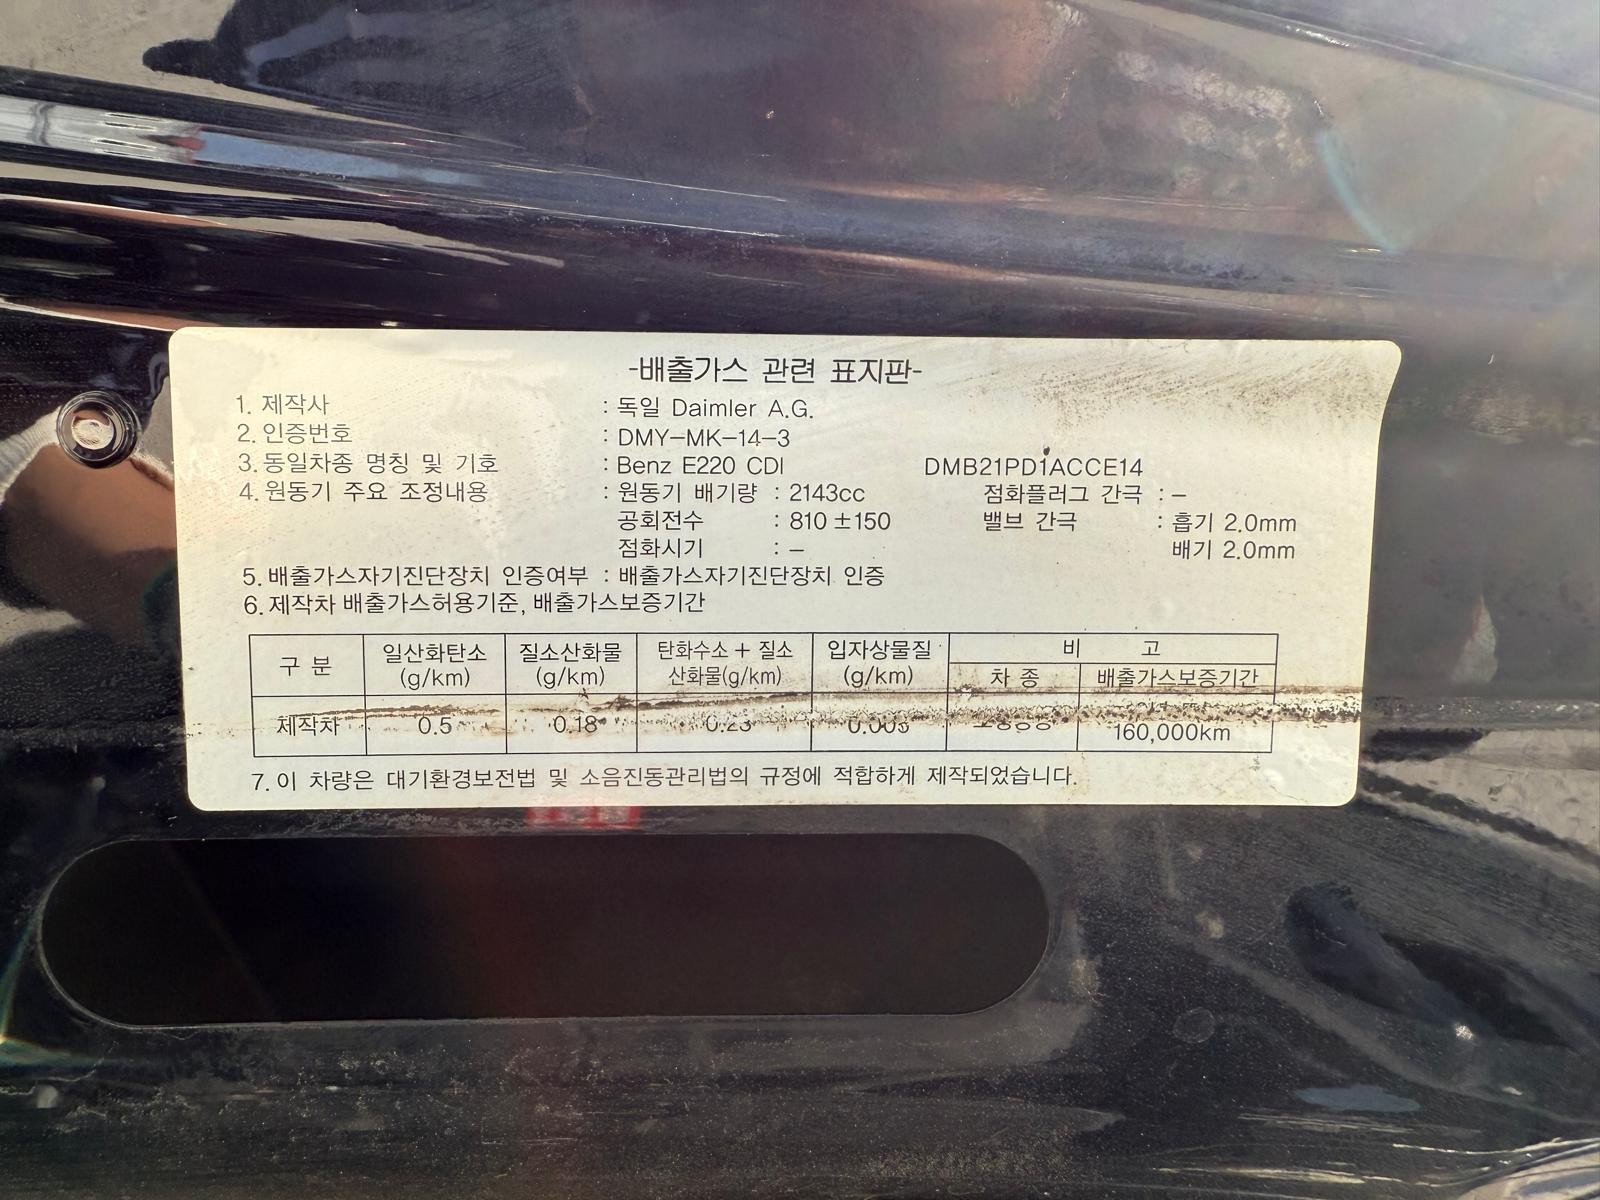 -배출가스 관련 표지판-
1. 제작사 : 독일 Daimler A.G.
2. 인증번호 : DMY-MK-14-3
3. 동일차종 명칭 및 기호 : Benz E220 CDI DMB21PD1ACCE14
4. 원동기 주요 조정내용 : 원동기 배기량 : 2143cc 점화플러그 간극 : -
공회전수 : 810 ±150 밸브 간극 : 흡기 2.0mm
점화시기 : - 배기 2.0mm
5. 배출가스자기진단장치 인증여부 : 배출가스자기진단장치 인증
6. 제작차 배출가스허용기준, 배출가스보증기간
구 분 일산화탄소 질소산화물 탄화수소 + 질소 입자상물질 비 고
(g/km) (g/km) 산화물(g/km) (g/km) 차 종 배출가스보증기간
제작차 0.5 0.18 0.23 0.005
160,000km
7. 이 차량은 대기환경보전법 및 소음진동관리법의 규정에 적합하게 제작되었습니다.